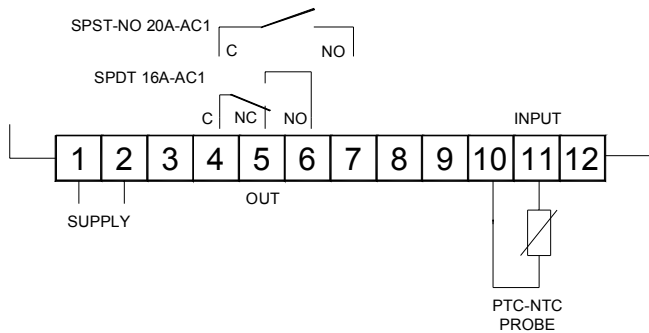 SPST-NO 20A-AC1
C NO
SPDT 16A-AC1
C NC NO
INPUT
1 2 3 4 5 6 7 8 9 10 11 12
OUT
SUPPLY
PTC-NTC
PROBE